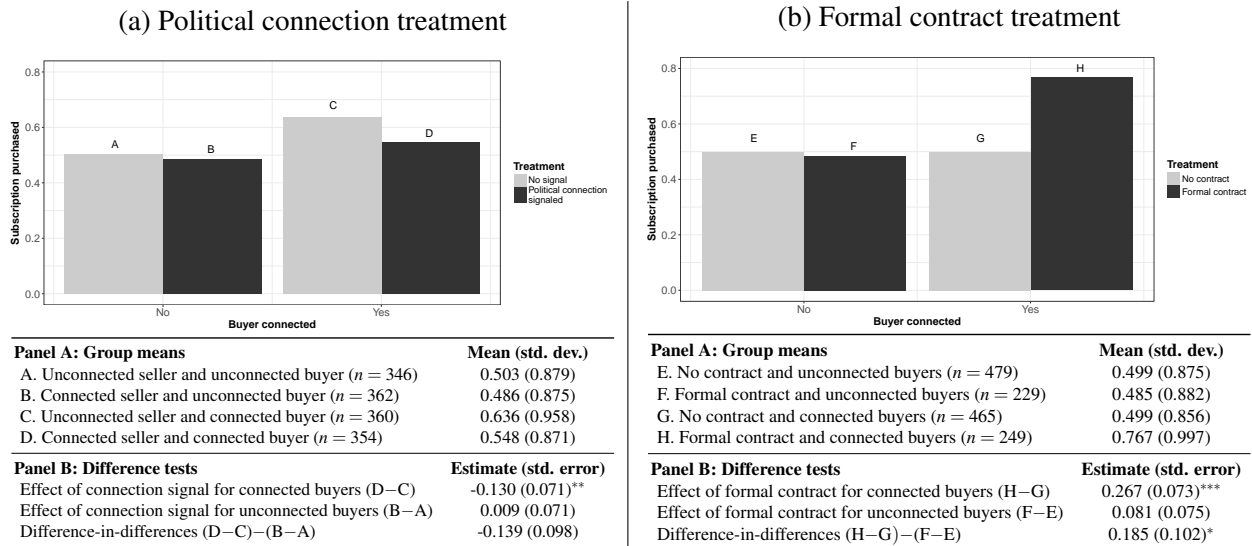 (a) Political connection treatment
0.8
0.6
0.4
0.2
0.0
Subscription purchased
A
B
C
D
No
Yes
Buyer connected
Treatment
No signal
Political connection
signaled
Panel A: Group means Mean (std. dev.)
A. Unconnected seller and unconnected buyer (n = 346) 0.503 (0.879)
B. Connected seller and unconnected buyer (n = 362) 0.486 (0.875)
C. Unconnected seller and connected buyer (n = 360) 0.636 (0.958)
D. Connected seller and connected buyer (n = 354) 0.548 (0.871)
Panel B: Difference tests Estimate (std. error)
Effect of connection signal for connected buyers (D−C) -0.130 (0.071)**
Effect of connection signal for unconnected buyers (B−A) 0.009 (0.071)
Difference-in-differences (D−C)−(B−A) -0.139 (0.098)
(b) Formal contract treatment
0.8
0.6
0.4
0.2
0.0
Subscription purchased
E
F
G
H
No
Yes
Buyer connected
Treatment
No contract
Formal contract
Panel A: Group means Mean (std. dev.)
E. No contract and unconnected buyers (n = 479) 0.499 (0.875)
F. Formal contract and unconnected buyers (n = 229) 0.485 (0.882)
G. No contract and connected buyers (n = 465) 0.499 (0.856)
H. Formal contract and connected buyers (n = 249) 0.767 (0.997)
Panel B: Difference tests Estimate (std. error)
Effect of formal contract for connected buyers (H−G) 0.267 (0.073)***
Effect of formal contract for unconnected buyers (F−E) 0.081 (0.075)
Difference-in-differences (H−G)−(F−E) 0.185 (0.102)*